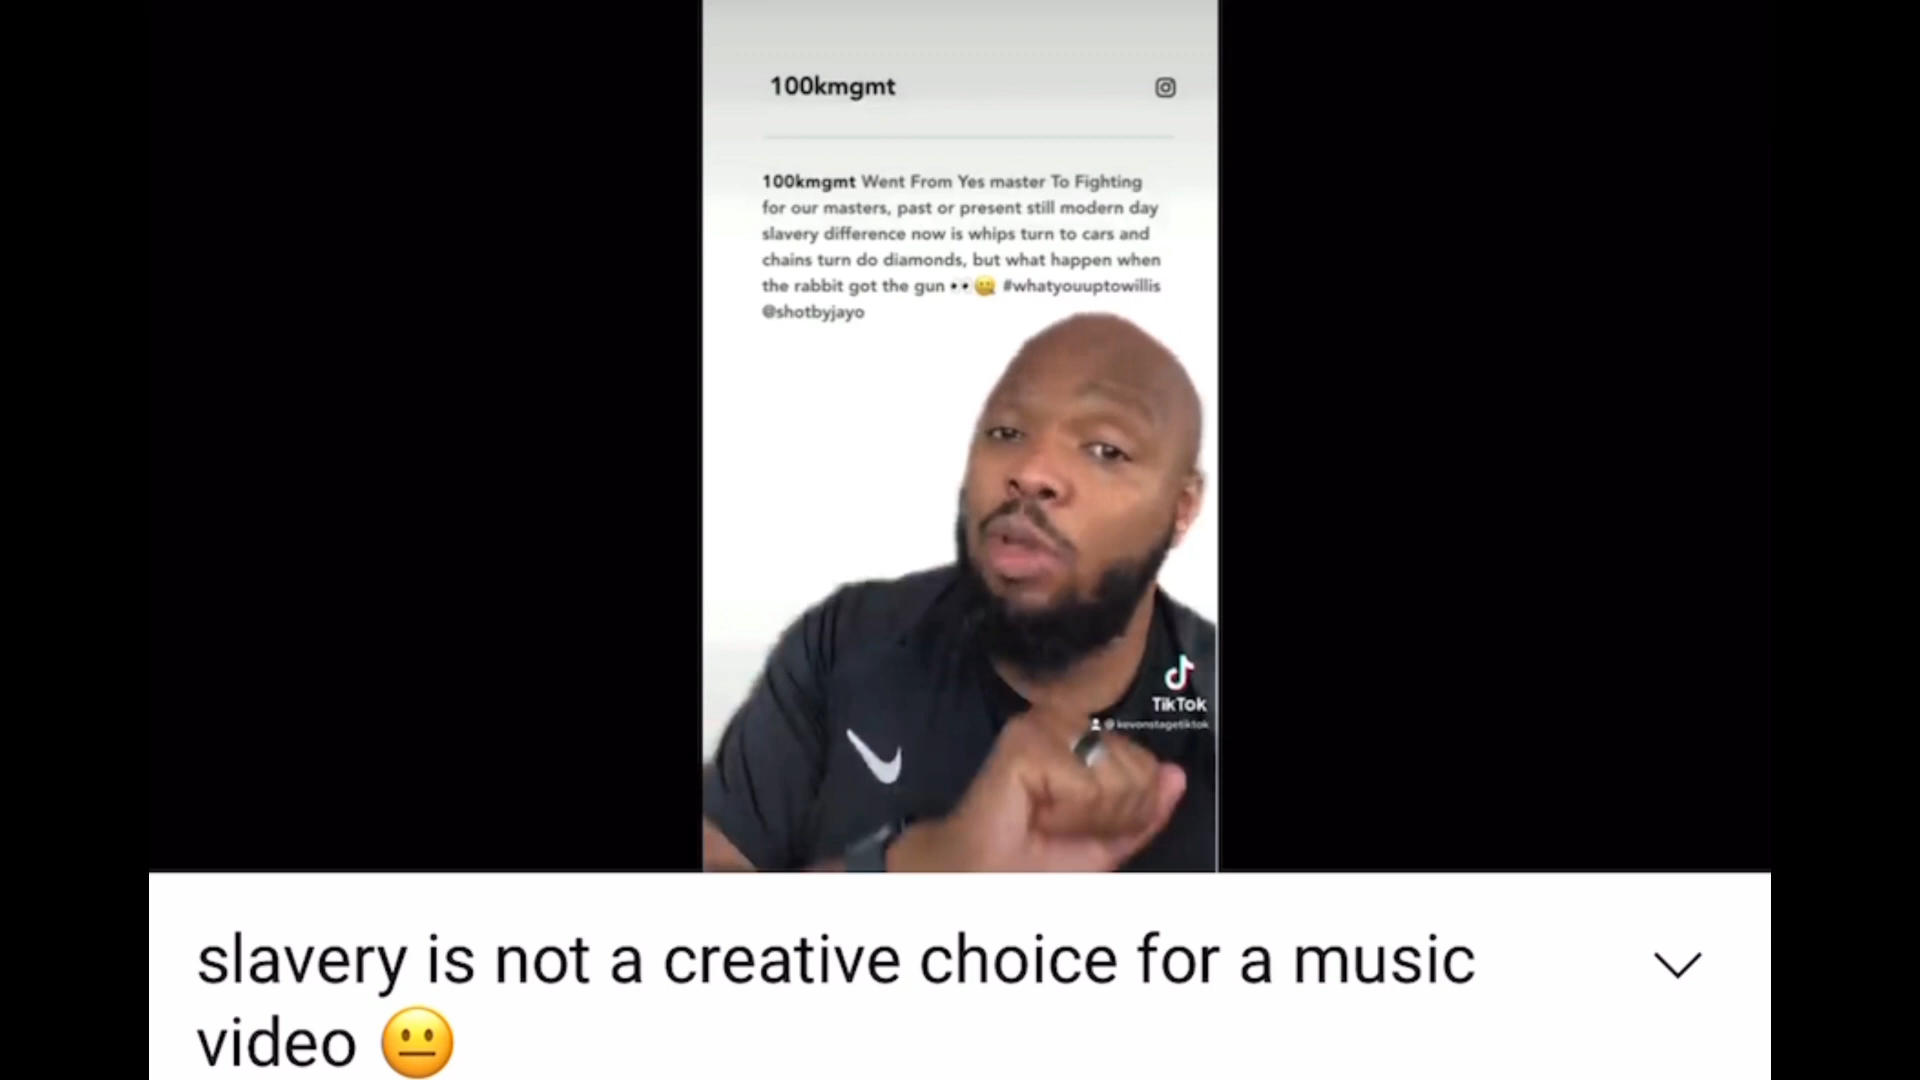 100kmgmt
100kmgmt Went From Yes master To Fighting
for our masters, past or present still modern day
slavery difference now is whips turn to cars and
chains turn do diamonds, but what happen when
the rabbit got the gun 👀🤐 #whatyouuptowillis
@shotbyjayo
TikTok
@kevonstagetiktok
slavery is not a creative choice for a music
video 😐